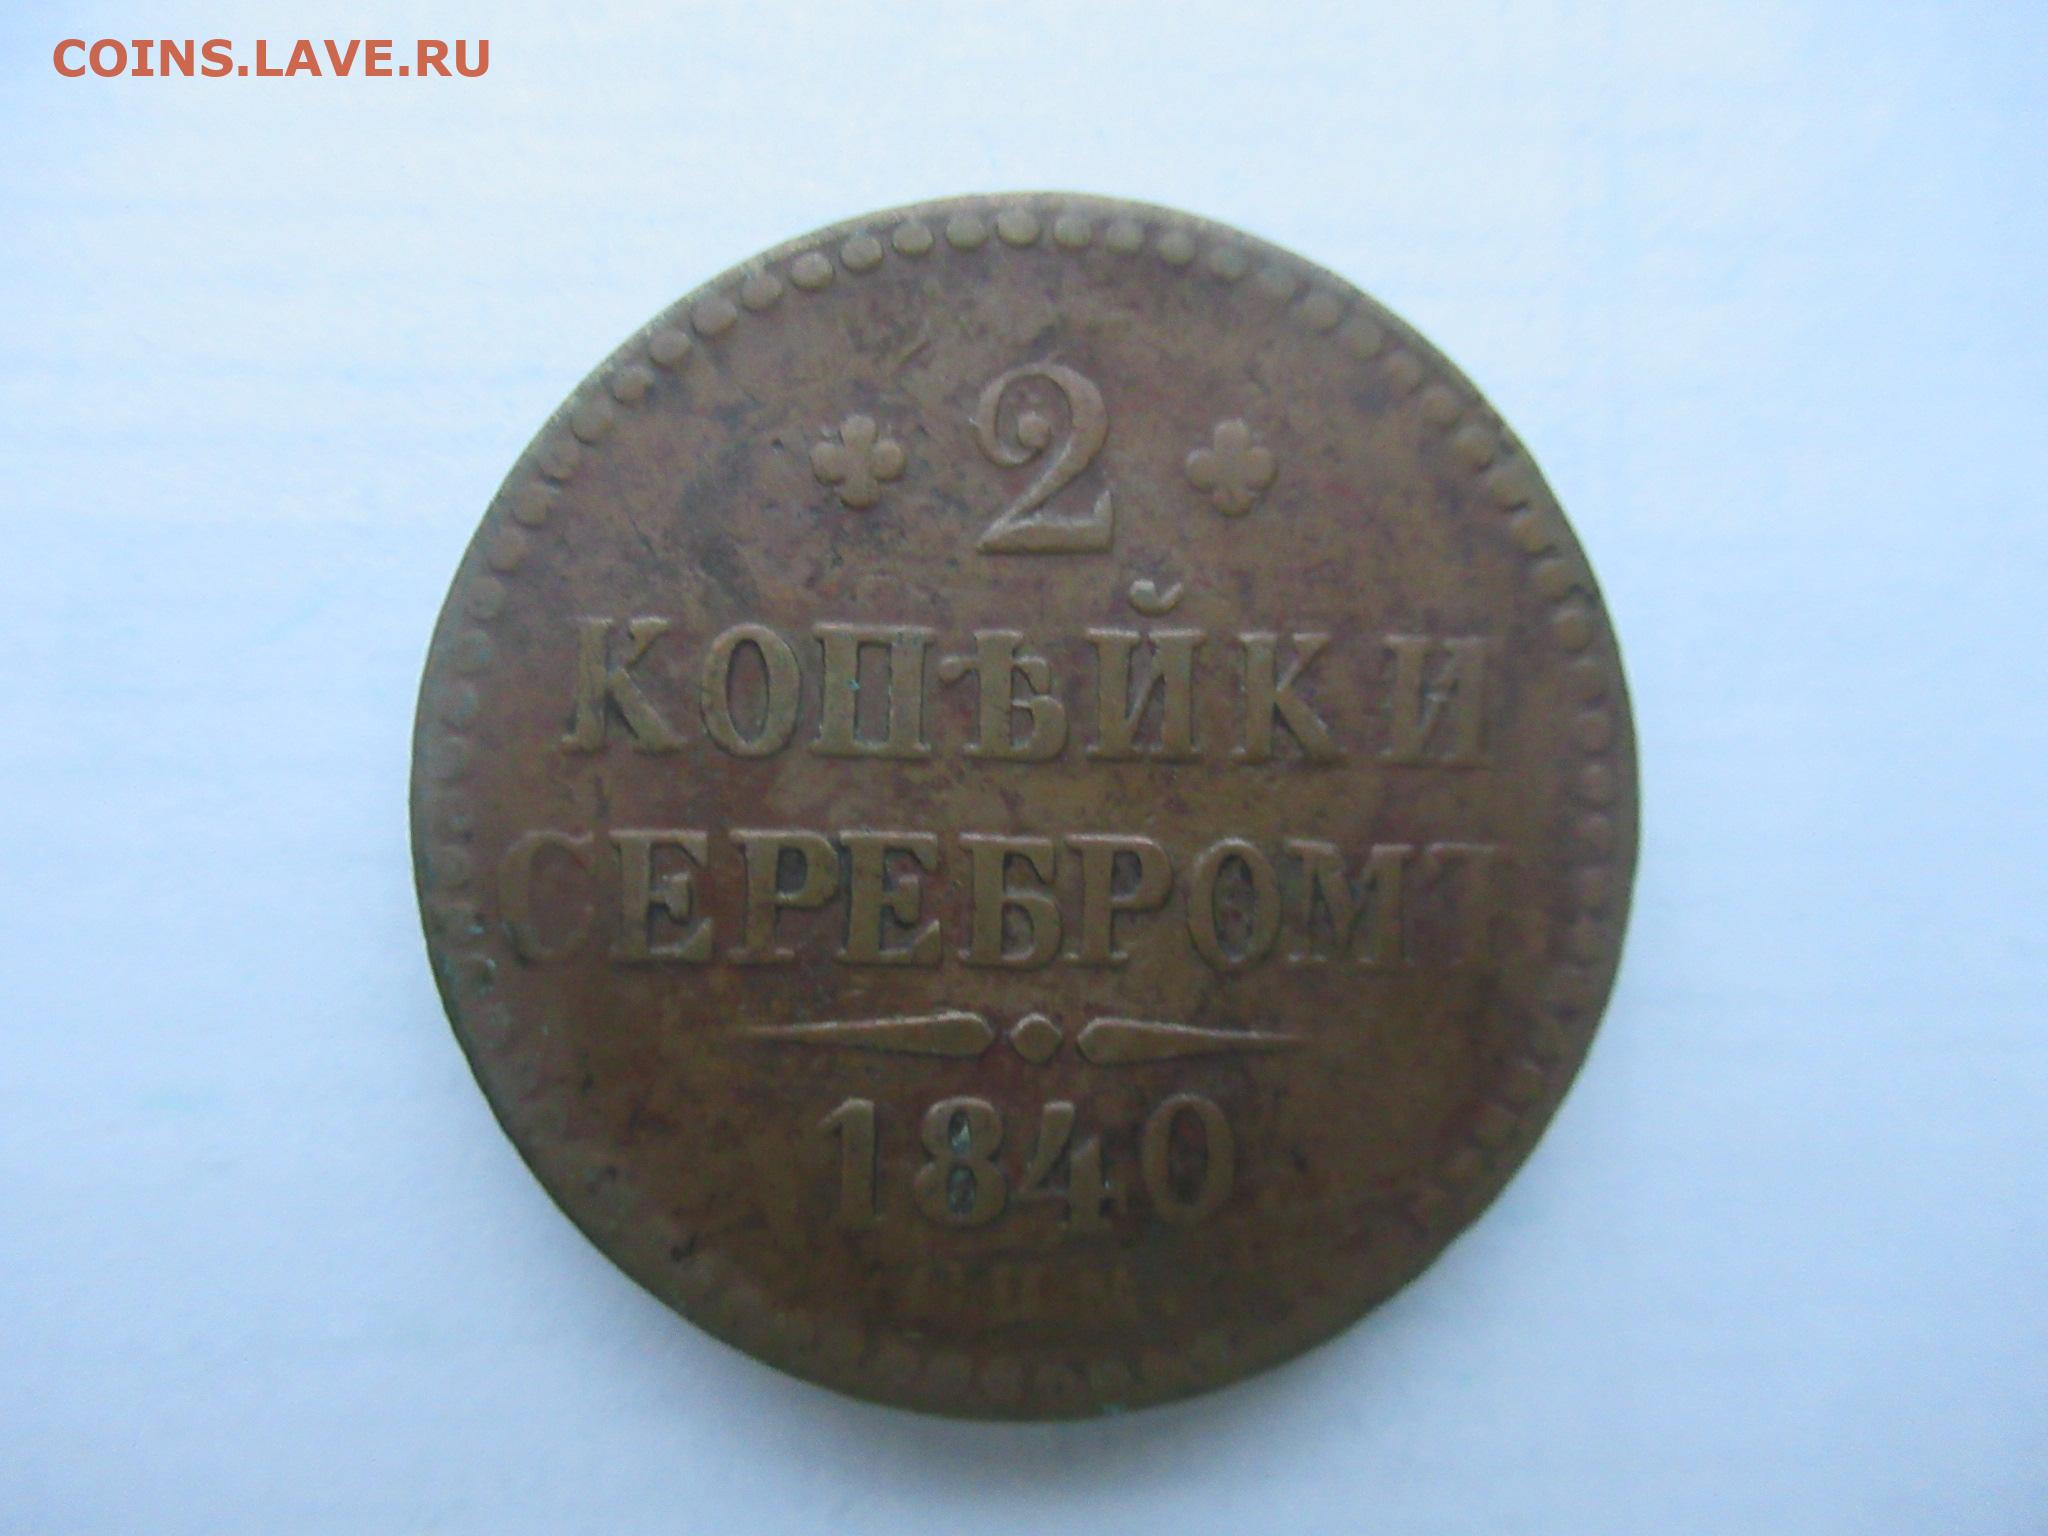 COINS.LAVE.RU
2
КОПѢЙКИ
СЕРЕБРОМЪ
1840